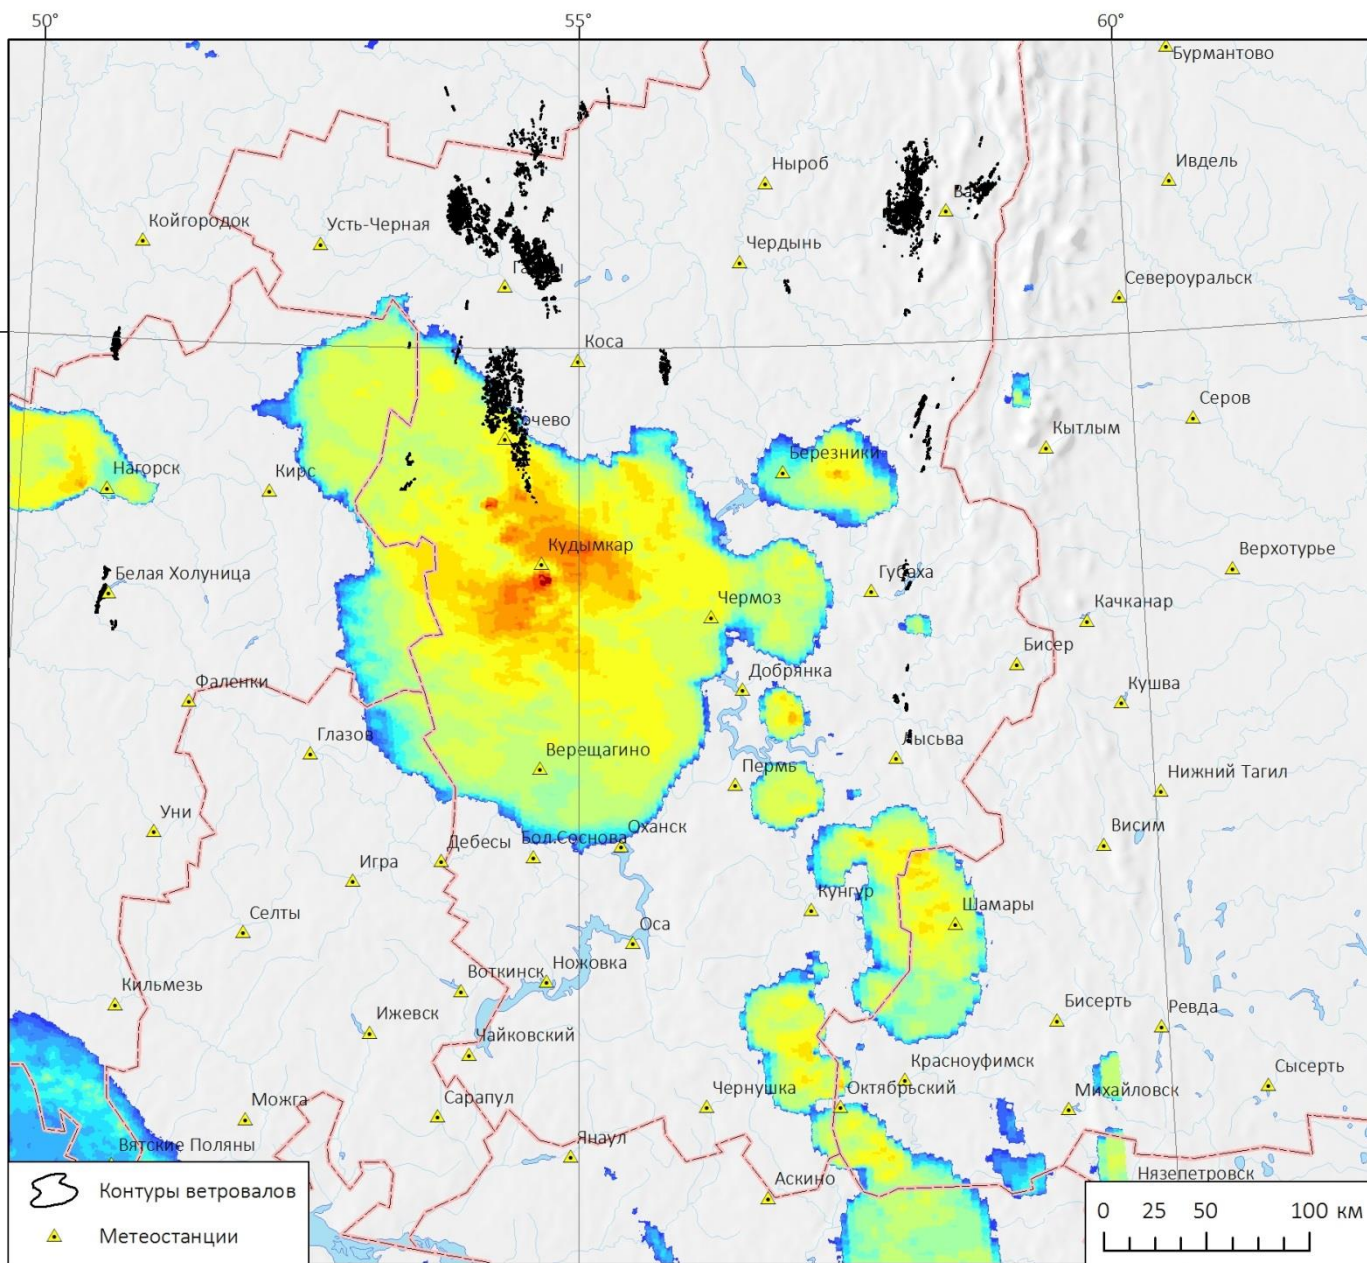 50°
55°
60°
Бурмантово
Ныроб
Ивдель
Койгородок
Усть-Черная
Чердынь
Североуральск
Коса
Серов
Кытлым
Нагорск
Кирс
Березники
Кудымкар
Верхотурье
Белая Холуница
Губаха
Чермоз
Качканар
Бисер
Добрянка
Фаленки
Кушва
Глазов
Верещагино
Лысьва
Пермь
Нижний Тагил
Уни
Висим
Дебесы
Бол.Соснова
Оханск
Игра
Кунгур
Шамары
Селты
Оса
Воткинск
Ножовка
Кильмезь
Бисерть
Ревда
Ижевск
Чайковский
Красноуфимск
Сысерть
Чернушка
Октябрьский
Михайловск
Можга
Сарапул
Вятские Поляны
Янаул
Аскино
Нязепетровск
Контуры ветровалов
Метеостанции
0 25 50 100 км